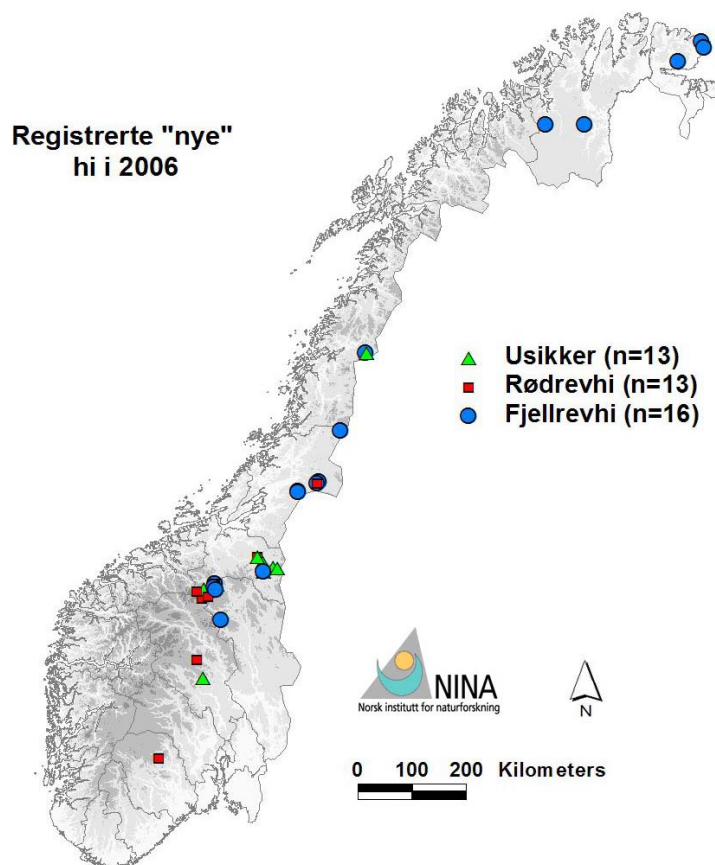 Registrerte "nye"
hi i 2006
Usikker (n=13)
Rødrevhi (n=13)
Fjellrevhi (n=16)
NINA
Norsk institutt for naturforskning
N
0 100 200 Kilometers